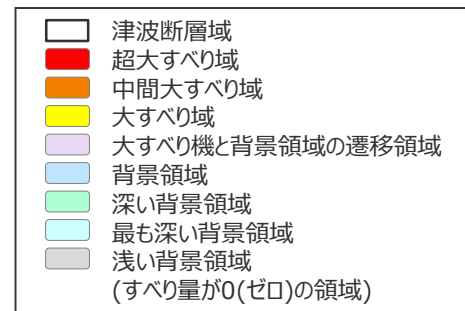 津波断層域
超大すべり域
中間大すべり域
大すべり域
大すべり機と背景領域の遷移領域
背景領域
深い背景領域
最も深い背景領域
浅い背景領域
(すべり量が0(ゼロ)の領域)